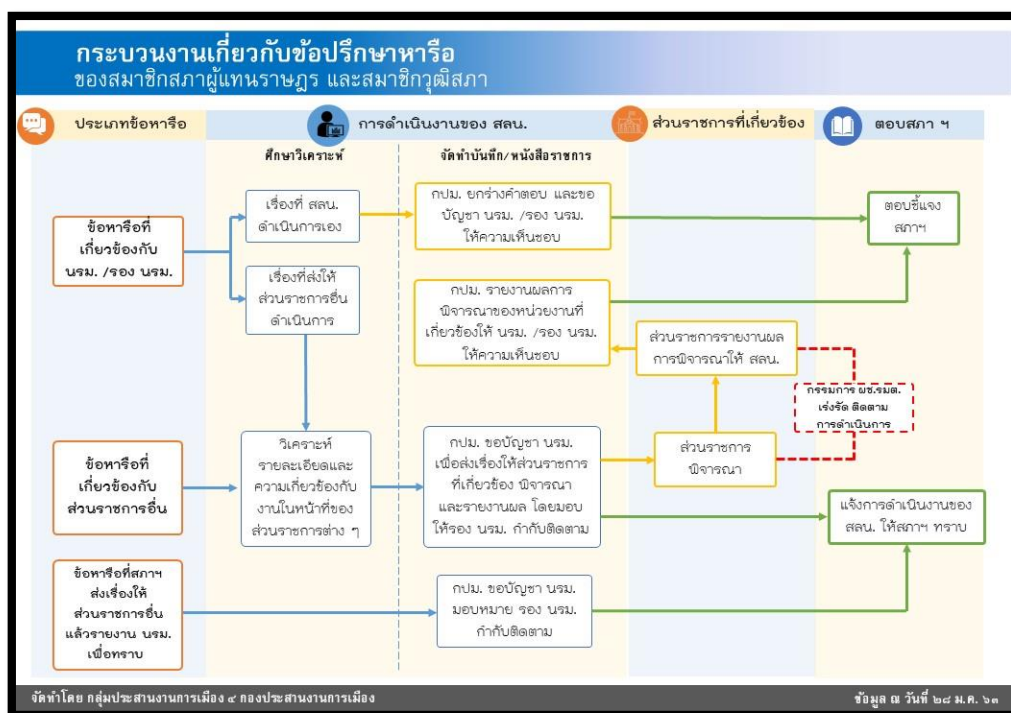 กระบวนงานเกี่ยวกับข้อปรึกษาหารือ
ของสมาชิกสภาผู้แทนราษฎร และสมาชิกวุฒิสภา
ประเภทข้อหารือ
การดำเนินงานของ สลน.
ส่วนราชการที่เกี่ยวข้อง
ตอบสภา ฯ
ศึกษาวิเคราะห์
จัดทำบันทึก/หนังสือราชการ
ข้อหารือที่
เกี่ยวข้องกับ
นรม. /รอง นรม.
เรื่องที่ สลน.
ดำเนินการเอง
กปม. ยกร่างคำตอบ และขอ
บัญชา นรม. /รอง นรม.
ให้ความเห็นชอบ
ตอบชี้แจง
สภาฯ
เรื่องที่ส่งให้
ส่วนราชการอื่น
ดำเนินการ
กปม. รายงานผลการ
พิจารณาของหน่วยงานที่
เกี่ยวข้องให้ นรม. /รอง นรม.
ให้ความเห็นชอบ
ส่วนราชการรายงานผล
การพิจารณาให้ สลน.
กรรมการ ผช.รมต.
เร่งรัด ติดตาม
การดำเนินการ
ข้อหารือที่
เกี่ยวข้องกับ
ส่วนราชการอื่น
วิเคราะห์
รายละเอียดและ
ความเกี่ยวข้องกับ
งานในหน้าที่ของ
ส่วนราชการต่าง ๆ
กปม. ขอบัญชา นรม.
เพื่อส่งเรื่องให้ส่วนราชการ
ที่เกี่ยวข้อง พิจารณา
และรายงานผล โดยมอบ
ให้รอง นรม. กำกับติดตาม
ส่วนราชการ
พิจารณา
แจ้งการดำเนินงานของ
สลน. ให้สภาฯ ทราบ
ข้อหารือที่สภาฯ
ส่งเรื่องให้
ส่วนราชการอื่น
แล้วรายงาน นรม.
เพื่อทราบ
กปม. ขอบัญชา นรม.
มอบหมาย รอง นรม.
กำกับติดตาม
จัดทำโดย กลุ่มประสานงานการเมือง ๔ กองประสานงานการเมือง
ข้อมูล ณ วันที่ ๒๘ ม.ค. ๖๓